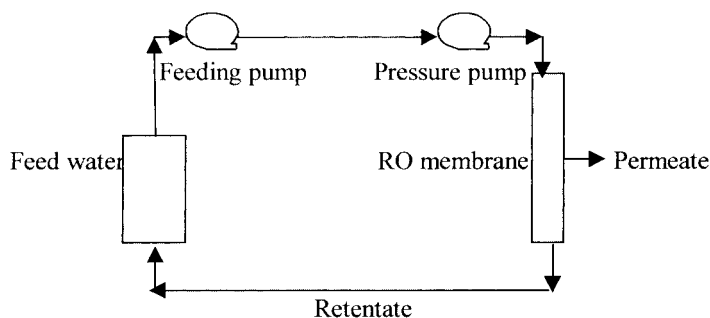 Feeding pump
Pressure pump
Feed water
RO membrane
Permeate
Retentate